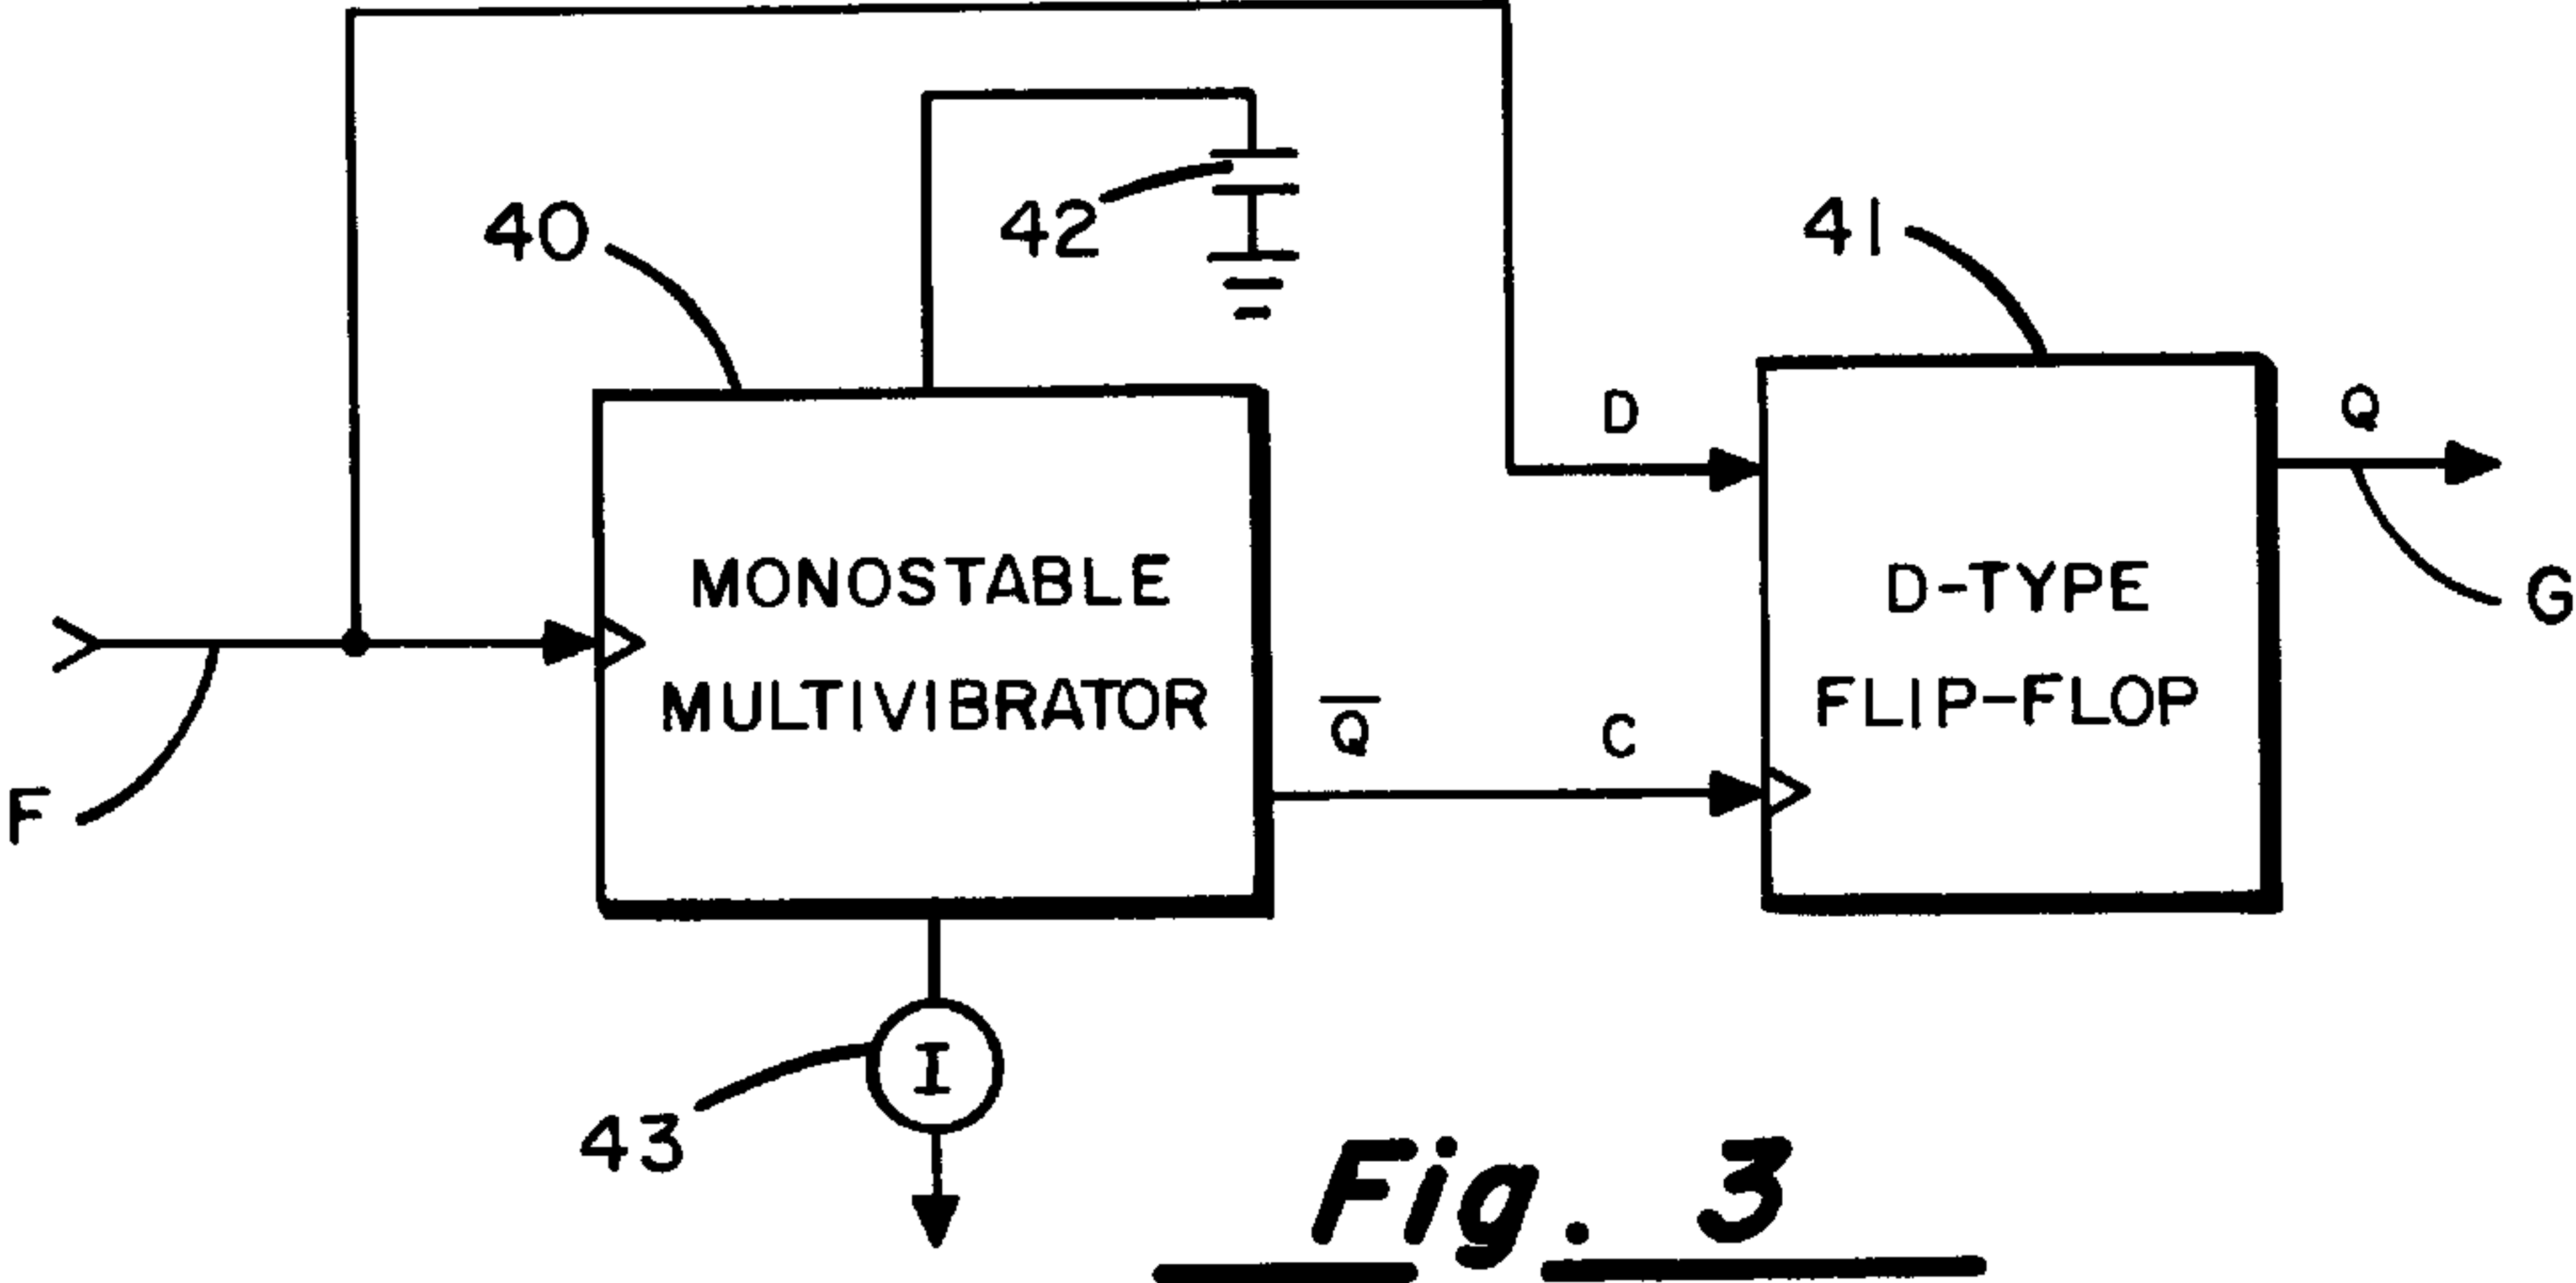 40
42
41
D
Q
MONOSTABLE
MULTIVIBRATOR
D-TYPE
FLIP-FLOP
G
Q̅
C
F
I
43
Fig. 3